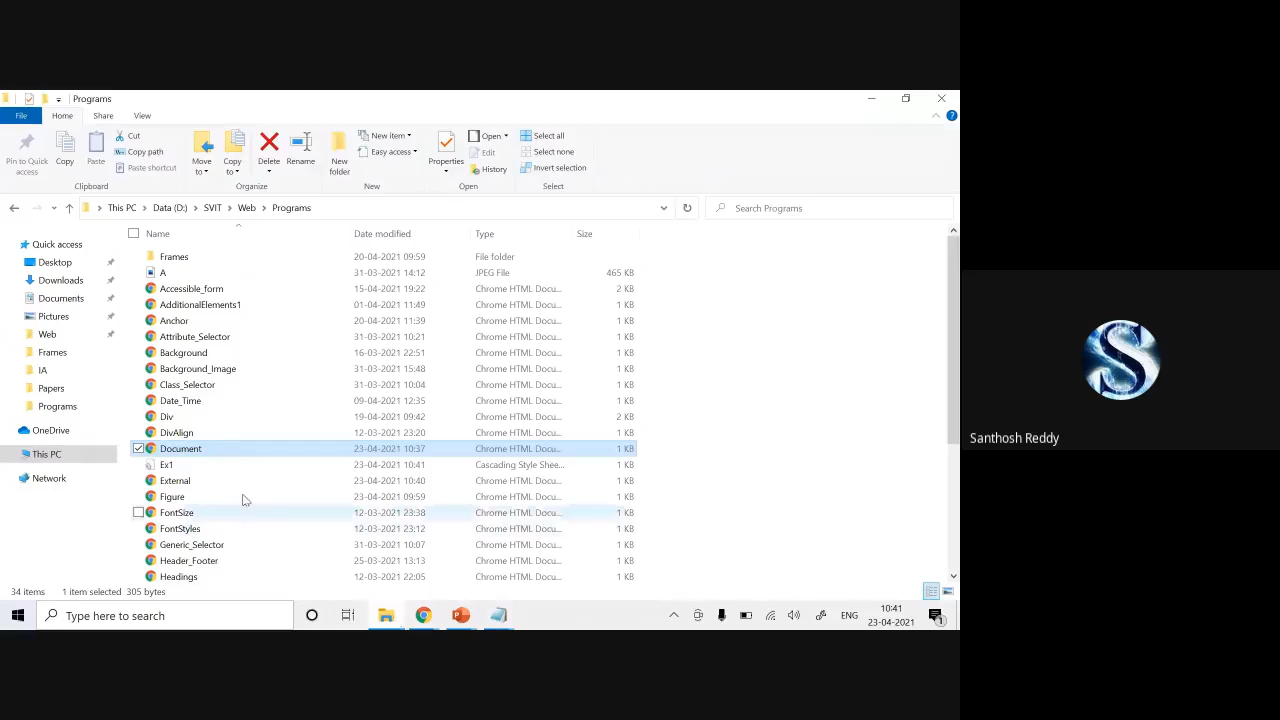 Programs
File Home Share View
Pin to Quick access
Copy
Paste
Cut
Copy path
Paste shortcut
Clipboard
Move to
Copy to
Delete
Rename
Organize
New folder
New item
Easy access
New
Properties
Open
Edit
History
Open
Select all
Select none
Invert selection
Select
This PC > Data (D:) > SVIT > Web > Programs
Search Programs
Quick access
Desktop
Downloads
Documents
Pictures
Web
Frames
IA
Papers
Programs
OneDrive
This PC
Network
Name Date modified Type Size
Frames 20-04-2021 09:59 File folder
A 31-03-2021 14:12 JPEG File 465 KB
Accessible_form 15-04-2021 19:22 Chrome HTML Docu... 2 KB
AdditionalElements1 01-04-2021 11:49 Chrome HTML Docu... 1 KB
Anchor 20-04-2021 11:39 Chrome HTML Docu... 1 KB
Attribute_Selector 31-03-2021 10:21 Chrome HTML Docu... 1 KB
Background 16-03-2021 22:51 Chrome HTML Docu... 1 KB
Background_Image 31-03-2021 15:48 Chrome HTML Docu... 1 KB
Class_Selector 31-03-2021 10:04 Chrome HTML Docu... 1 KB
Date_Time 09-04-2021 12:35 Chrome HTML Docu... 1 KB
Div 19-04-2021 09:42 Chrome HTML Docu... 2 KB
DivAlign 12-03-2021 23:20 Chrome HTML Docu... 1 KB
Document 23-04-2021 10:37 Chrome HTML Docu... 1 KB
Ex1 23-04-2021 10:41 Cascading Style Shee... 1 KB
External 23-04-2021 10:40 Chrome HTML Docu... 1 KB
Figure 23-04-2021 09:59 Chrome HTML Docu... 1 KB
FontSize 12-03-2021 23:38 Chrome HTML Docu... 1 KB
FontStyles 12-03-2021 23:12 Chrome HTML Docu... 1 KB
Generic_Selector 31-03-2021 10:07 Chrome HTML Docu... 1 KB
Header_Footer 25-03-2021 13:13 Chrome HTML Docu... 1 KB
Headings 12-03-2021 22:05 Chrome HTML Docu... 1 KB
34 items 1 item selected 305 bytes
Type here to search
ENG
10:41
23-04-2021
1
S
Santhosh Reddy